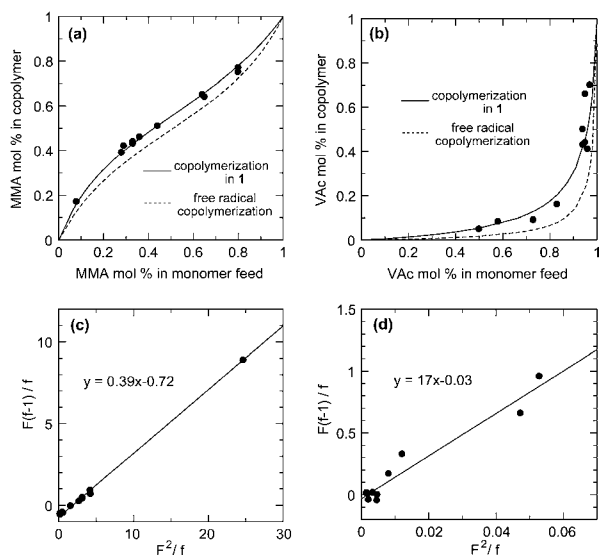 (a)
MMA mol % in copolymer
1
0.8
0.6
0.4
0.2
0
copolymerization
in 1
free radical
copolymerization
0 0.2 0.4 0.6 0.8 1
MMA mol % in monomer feed
(b)
VAc mol % in copolymer
1
0.8
0.6
0.4
0.2
0
copolymerization
in 1
free radical
copolymerization
0 0.2 0.4 0.6 0.8 1
VAc mol % in monomer feed
(c)
F(f-1) / f
10
5
0
y = 0.39x-0.72
0 10 20 30
F2/ f
(d)
F(f-1) / f
1.5
1
0.5
0
y = 17x-0.03
0 0.02 0.04 0.06
F2/ f